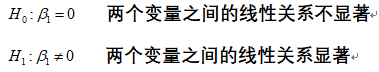 H₀ : β₁ = 0 两个变量之间的线性关系不显著↵
H₁ : β₁ ≠ 0 两个变量之间的线性关系显著↵